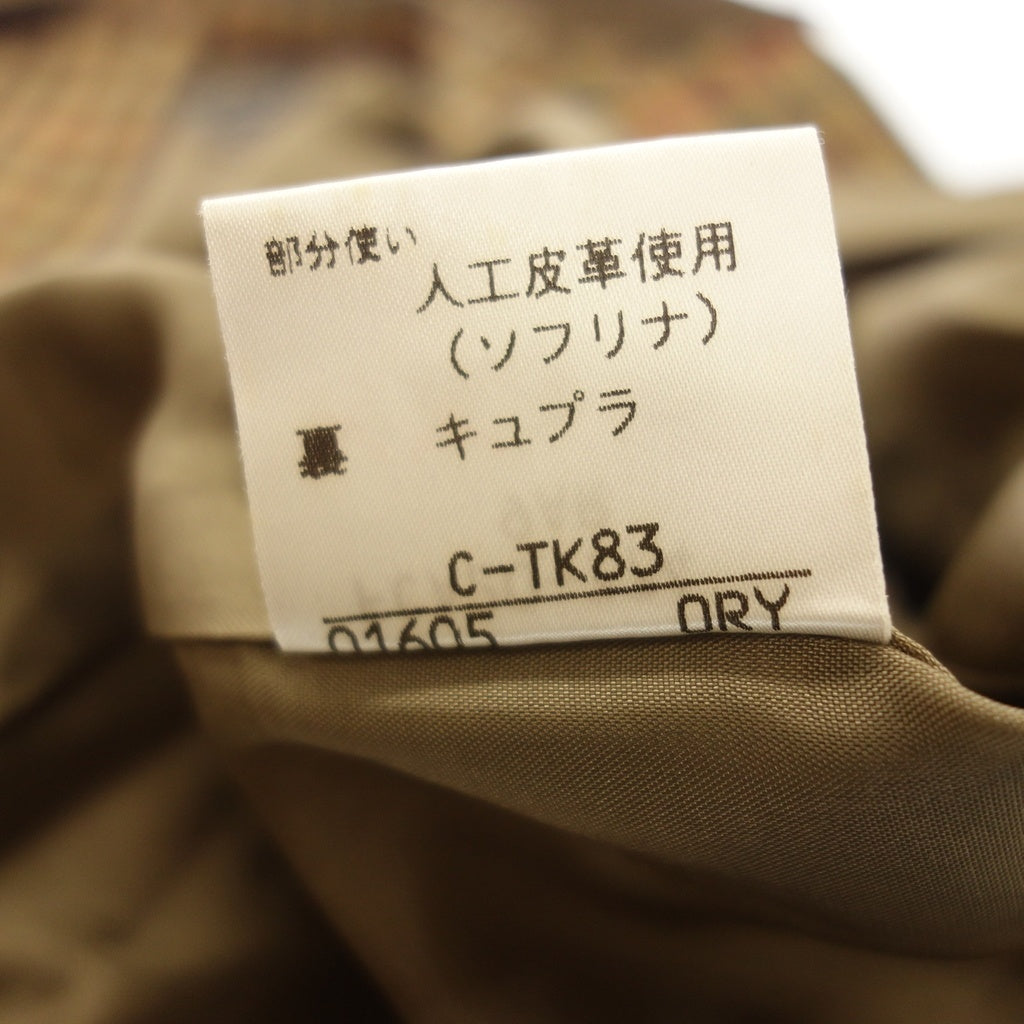 部分使い
人工皮革使用
(ソフリナ)
裏 キュプラ
C-TK83
01605 DRY